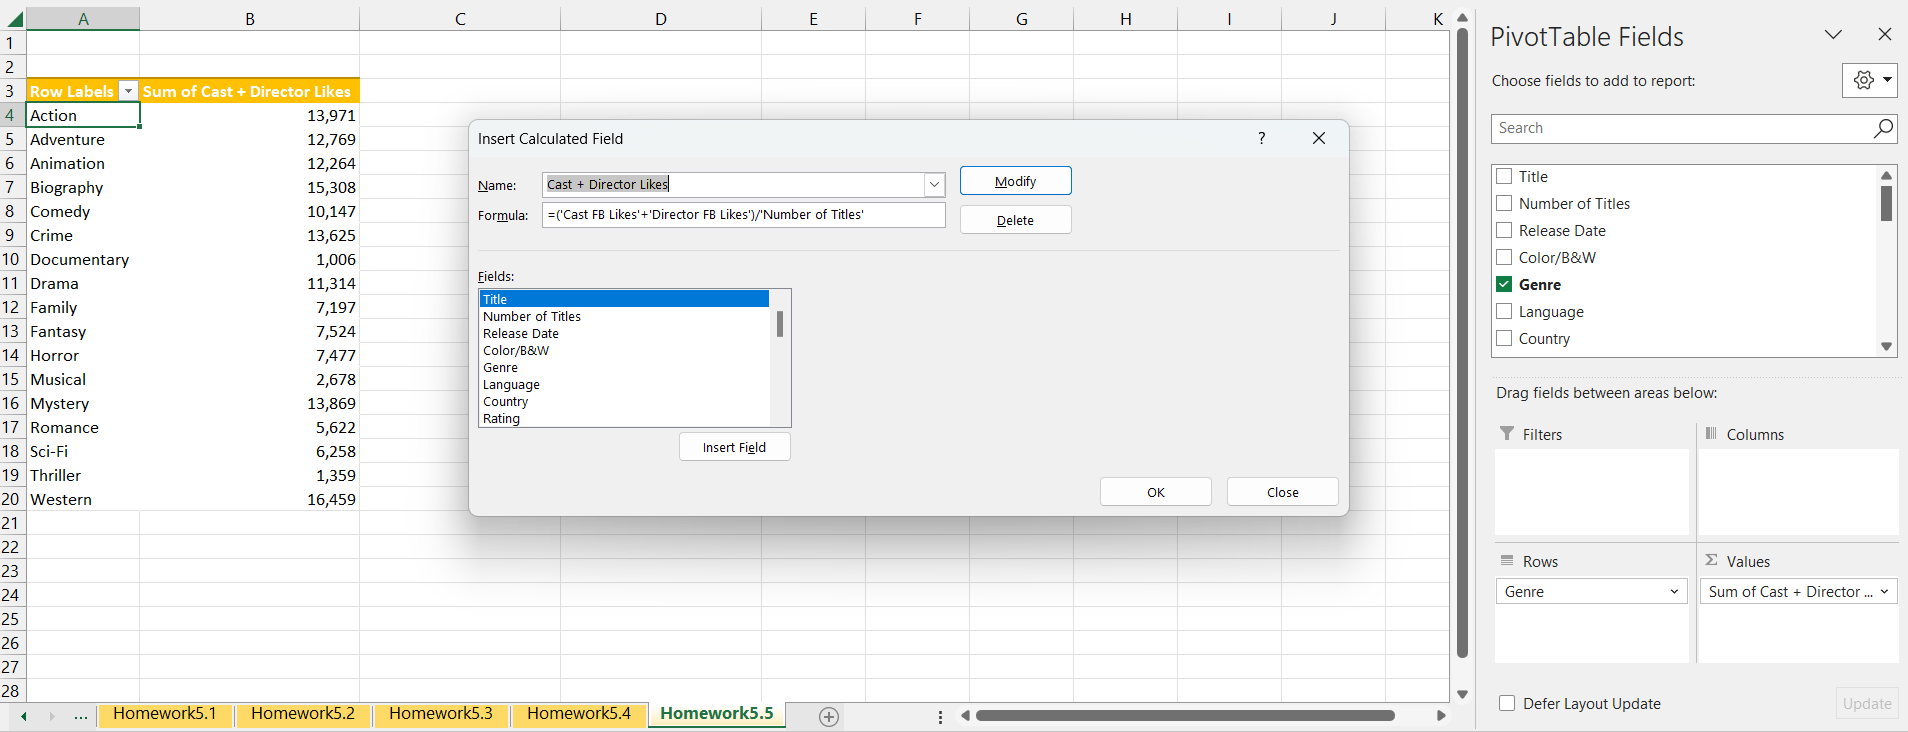 A B C D E F G H I J K
1
2
3 Row Labels Sum of Cast + Director Likes
4 Action 13,971
5 Adventure 12,769
6 Animation 12,264
7 Biography 15,308
8 Comedy 10,147
9 Crime 13,625
10 Documentary 1,006
11 Drama 11,314
12 Family 7,197
13 Fantasy 7,524
14 Horror 7,477
15 Musical 2,678
16 Mystery 13,869
17 Romance 5,622
18 Sci-Fi 6,258
19 Thriller 1,359
20 Western 16,459
21
22
23
24
25
26
27
28
... Homework5.1 Homework5.2 Homework5.3 Homework5.4 Homework5.5
Insert Calculated Field ?
Name: Cast + Director Likes Modify
Formula: =('Cast FB Likes'+'Director FB Likes')/'Number of Titles' Delete
Fields:
Title
Number of Titles
Release Date
Color/B&W
Genre
Language
Country
Rating
Insert Field
OK Close
PivotTable Fields
Choose fields to add to report:
Search
Title
Number of Titles
Release Date
Color/B&W
Genre
Language
Country
Drag fields between areas below:
Filters Columns
Rows Σ Values
Genre Sum of Cast + Director ...
Defer Layout Update Update